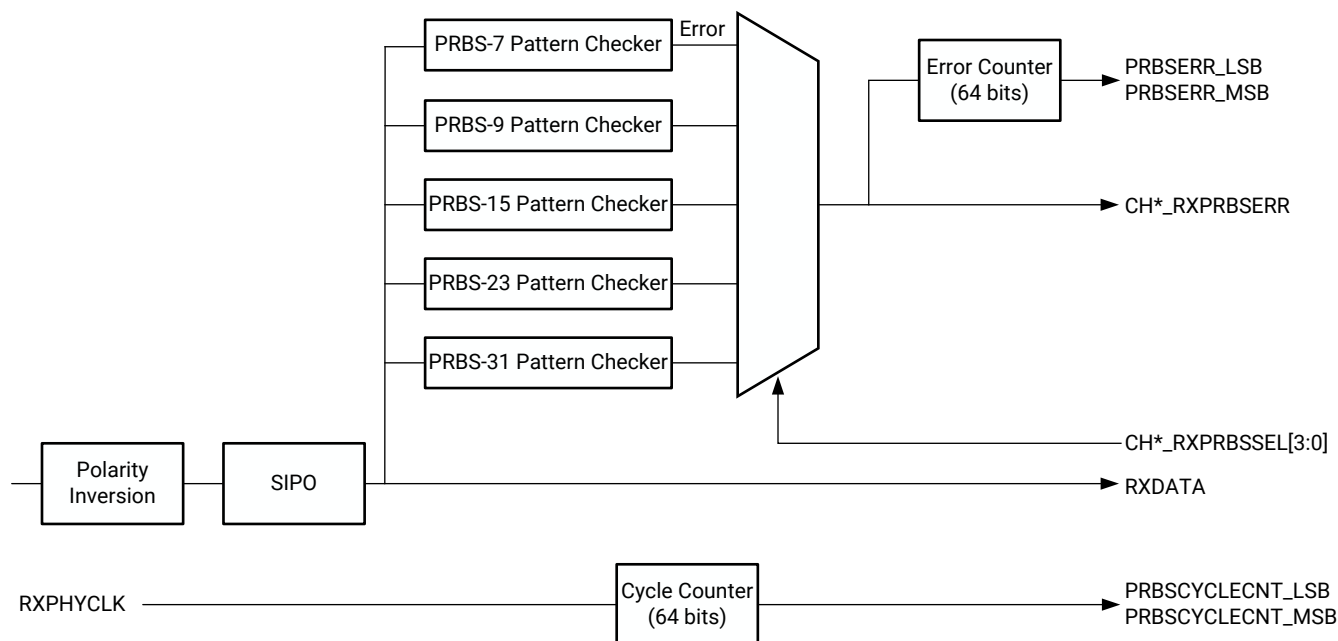 PRBS-7 Pattern Checker
Error
PRBS-9 Pattern Checker
PRBS-15 Pattern Checker
PRBS-23 Pattern Checker
PRBS-31 Pattern Checker
Error Counter
(64 bits)
PRBSERR_LSB
PRBSERR_MSB
CH*_RXPRBSERR
CH*_RXPRBSSEL[3:0]
Polarity
Inversion
SIPO
RXDATA
RXPHYCLK
Cycle Counter
(64 bits)
PRBSCYCLECNT_LSB
PRBSCYCLECNT_MSB